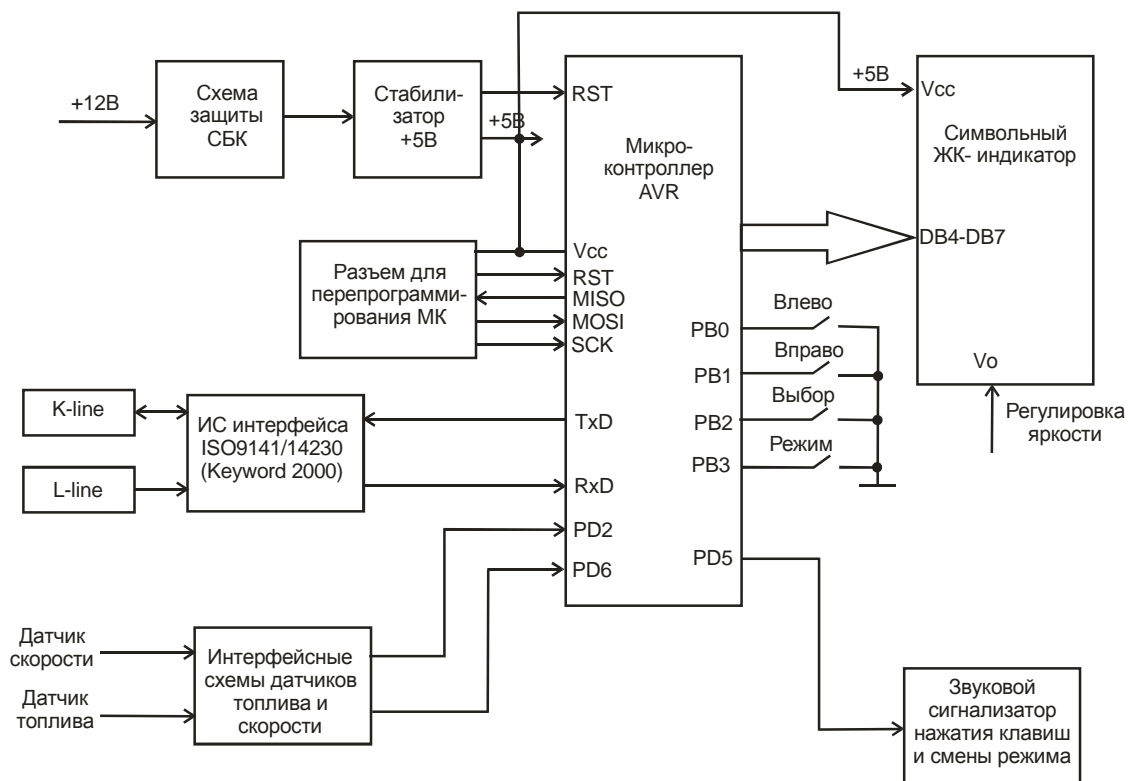 +12В
Схема
защиты
СБК
Стабили-
затор
+5В
+5В
RST
Микро-
контроллер
AVR
+5В
Vcc
Символьный
ЖК- индикатор
DB4-DB7
Vo
Регулировка
яркости
Разъем для
перепрограмми-
рования МК
Vcc
RST
MISO
MOSI
SCK
PB0
Влево
PB1
Вправо
PB2
Выбор
PB3
Режим
K-line
L-line
ИС интерфейса
ISO9141/14230
(Keyword 2000)
TxD
RxD
PD2
PD6
PD5
Датчик
скорости
Датчик
топлива
Интерфейсные
схемы датчиков
топлива и
скорости
Звуковой
сигнализатор
нажатия клавиш
и смены режима